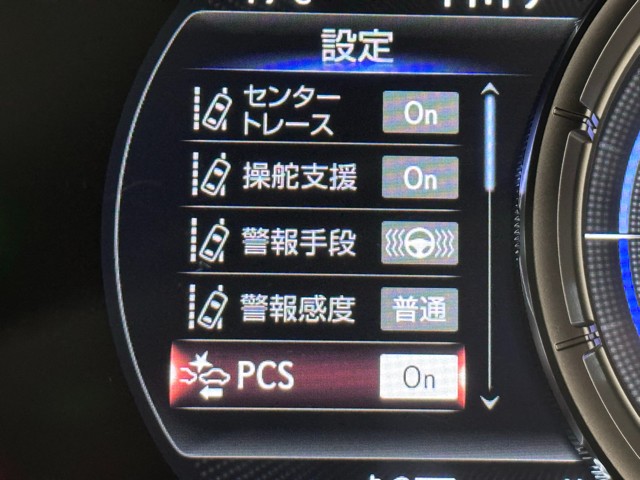 設定
センター
トレース On
操舵支援 On
警報手段
警報感度 普通
PCS On